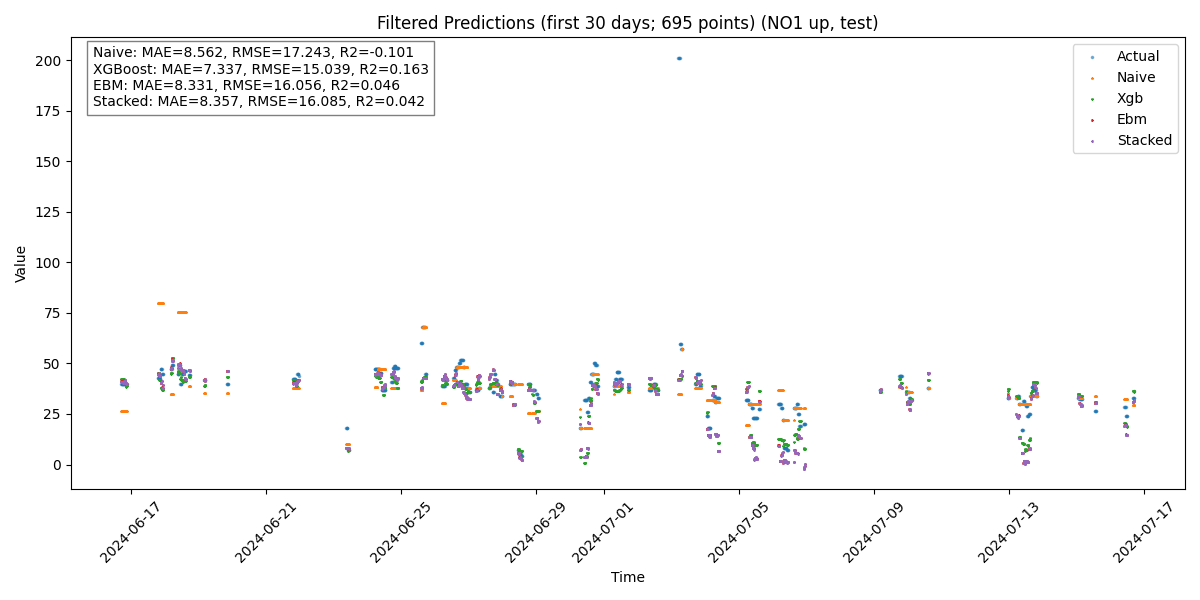 Filtered Predictions (first 30 days; 695 points) (NO1 up, test)
Naive: MAE=8.562, RMSE=17.243, R2=-0.101
XGBoost: MAE=7.337, RMSE=15.039, R2=0.163
EBM: MAE=8.331, RMSE=16.056, R2=0.046
Stacked: MAE=8.357, RMSE=16.085, R2=0.042
Actual
Naive
Xgb
Ebm
Stacked
Value
200
175
150
125
100
75
50
25
0
2024-06-17
2024-06-21
2024-06-25
2024-06-29
2024-07-01
2024-07-05
2024-07-09
2024-07-13
2024-07-17
Time